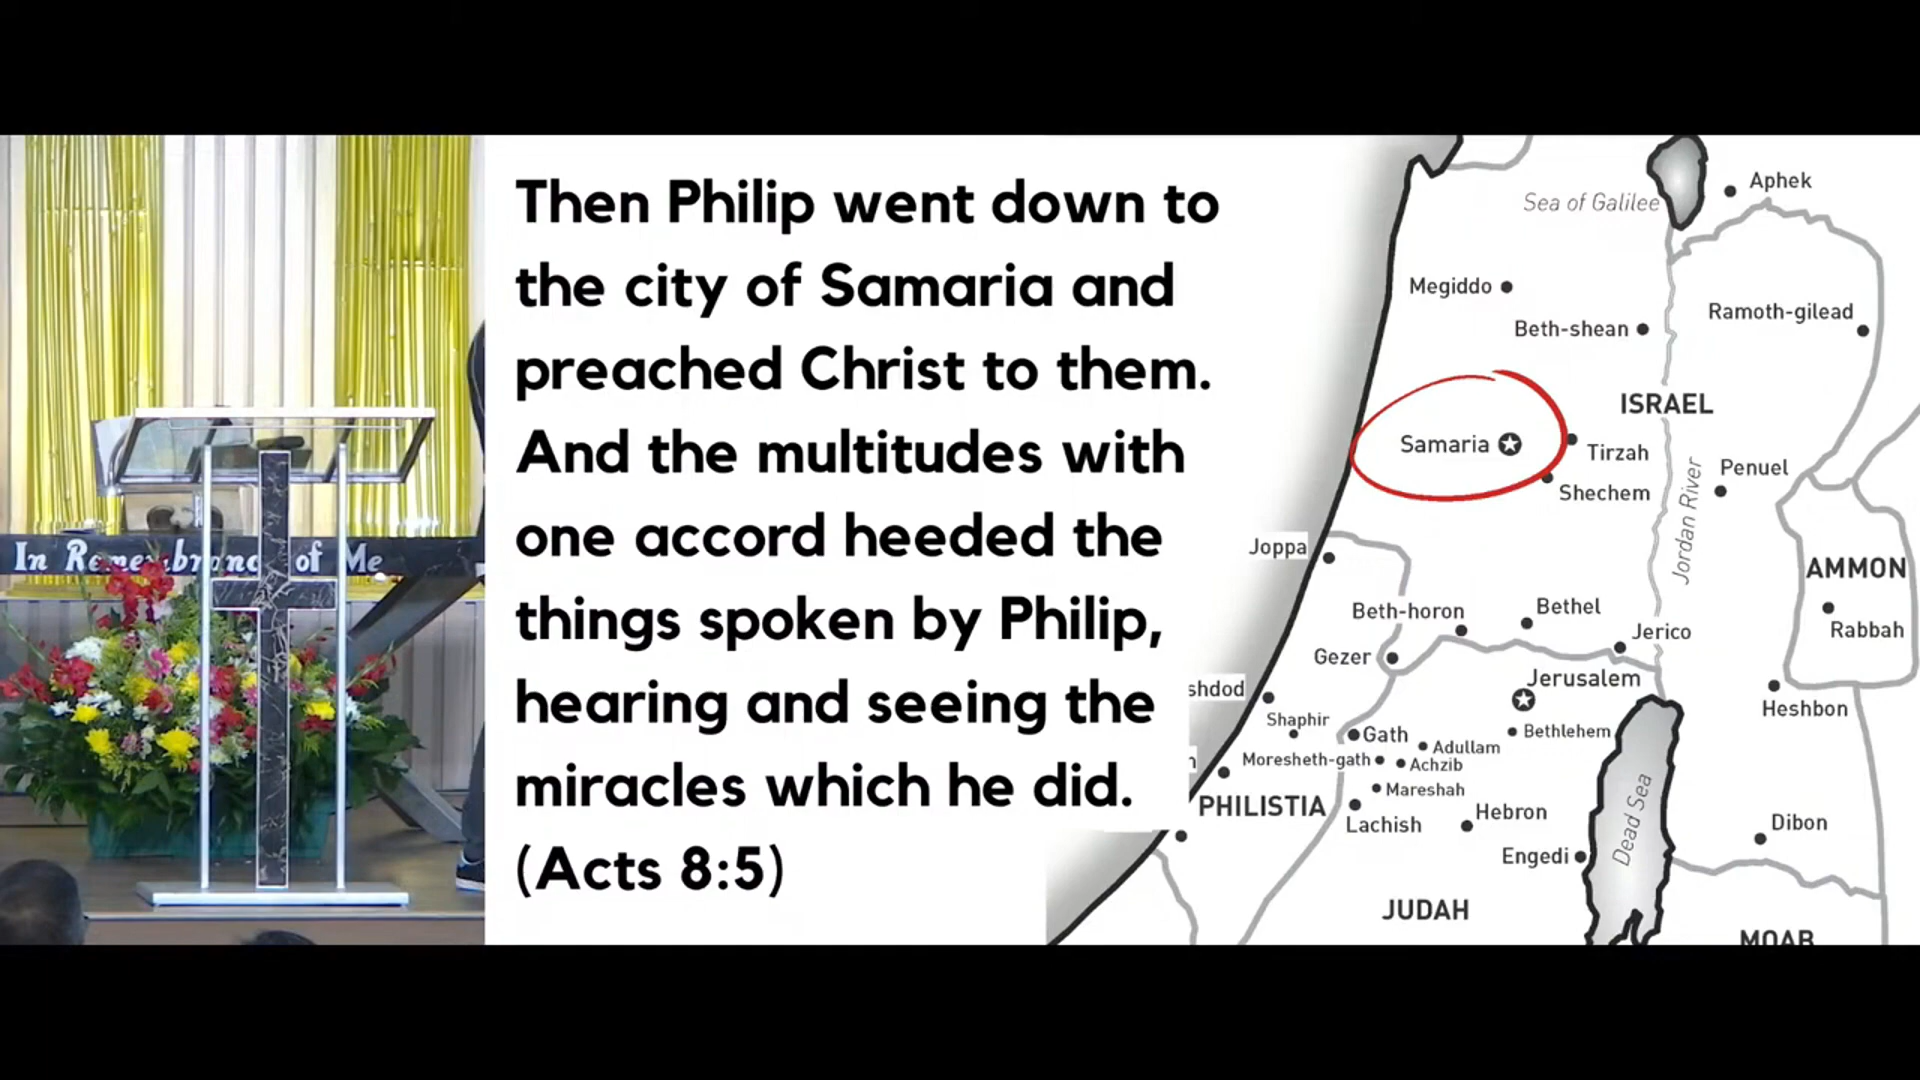 In Remembrance of Me
Then Philip went down to
the city of Samaria and
preached Christ to them.
And the multitudes with
one accord heeded the
things spoken by Philip,
hearing and seeing the
miracles which he did.
(Acts 8:5)
Sea of Galilee
Aphek
Megiddo
Beth-shean
Ramoth-gilead
ISRAEL
Samaria
Tirzah
Shechem
Penuel
Jordan River
Joppa
AMMON
Beth-horon
Bethel
Rabbah
Jerico
Gezer
Jerusalem
shdod
Heshbon
Shaphir
Gath
Bethlehem
Adullam
Moresheth-gath
Achzib
Mareshah
PHILISTIA
Lachish
Hebron
Dead Sea
Dibon
Engedi
JUDAH
MOAB